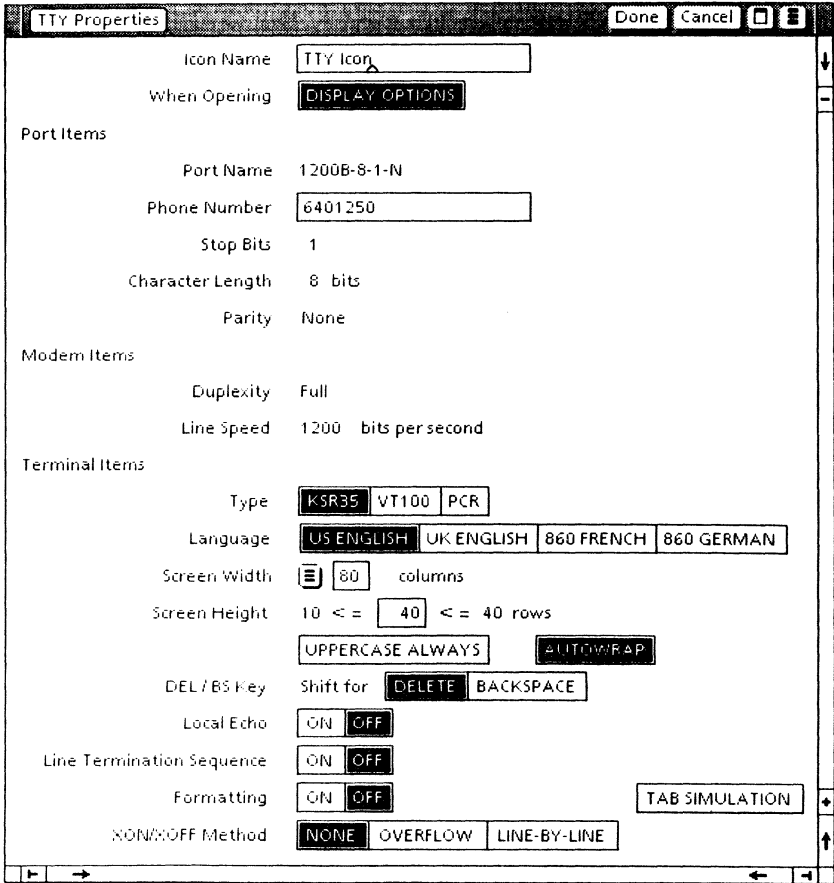 TTY Properties Done Cancel
Icon Name TTY Icon
When Opening DISPLAY OPTIONS
Port Items
Port Name 1200B-8-1-N
Phone Number 6401250
Stop Bits 1
Character Length 8 bits
Parity None
Modem Items
Duplexity Full
Line Speed 1200 bits per second
Terminal Items
Type KSR35 VT100 PCR
Language US ENGLISH UK ENGLISH 860 FRENCH 860 GERMAN
Screen Width 80 columns
Screen Height 10 < = 40 < = 40 rows
UPPERCASE ALWAYS AUTOWRAP
DEL / BS Key Shift for DELETE BACKSPACE
Local Echo ON OFF
Line Termination Sequence ON OFF
Formatting ON OFF TAB SIMULATION
XON/XOFF Method NONE OVERFLOW LINE-BY-LINE